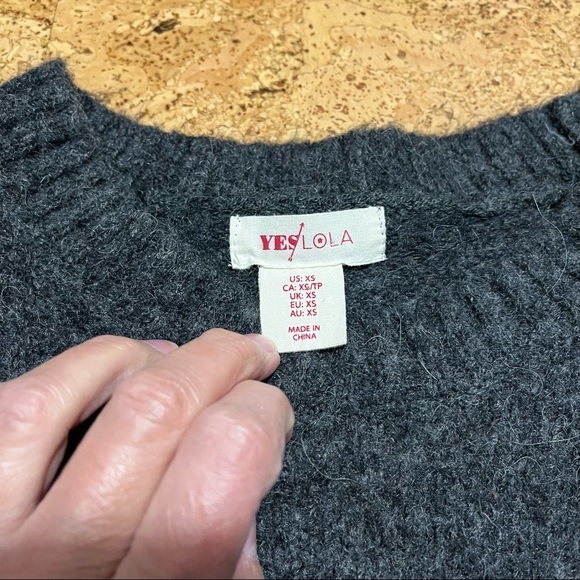 YES/LOLA
US: XS
CA: XS/TP
UK: XS
EU: XS
AU: XS
MADE IN
CHINA